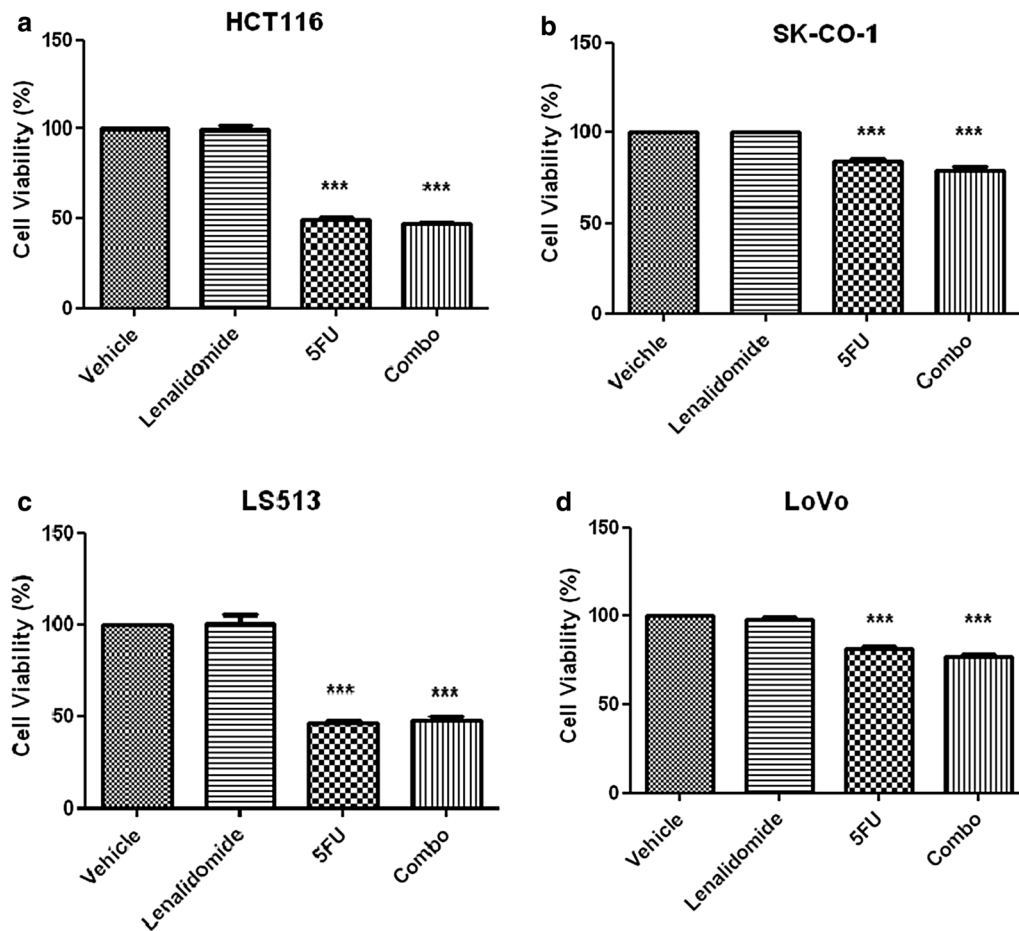 a
HCT116
150
100
50
0
Cell Viability (%)
***
***
Vehicle
Lenalidomide
5FU
Combo
b
SK-CO-1
150
100
50
0
Cell Viability (%)
***
***
Veichle
Lenalidomide
5FU
Combo
c
LS513
150
100
50
0
Cell Viability (%)
***
***
Vehicle
Lenalidomide
5FU
Combo
d
LoVo
150
100
50
0
Cell Viability (%)
***
***
Vehicle
Lenalidomide
5FU
Combo